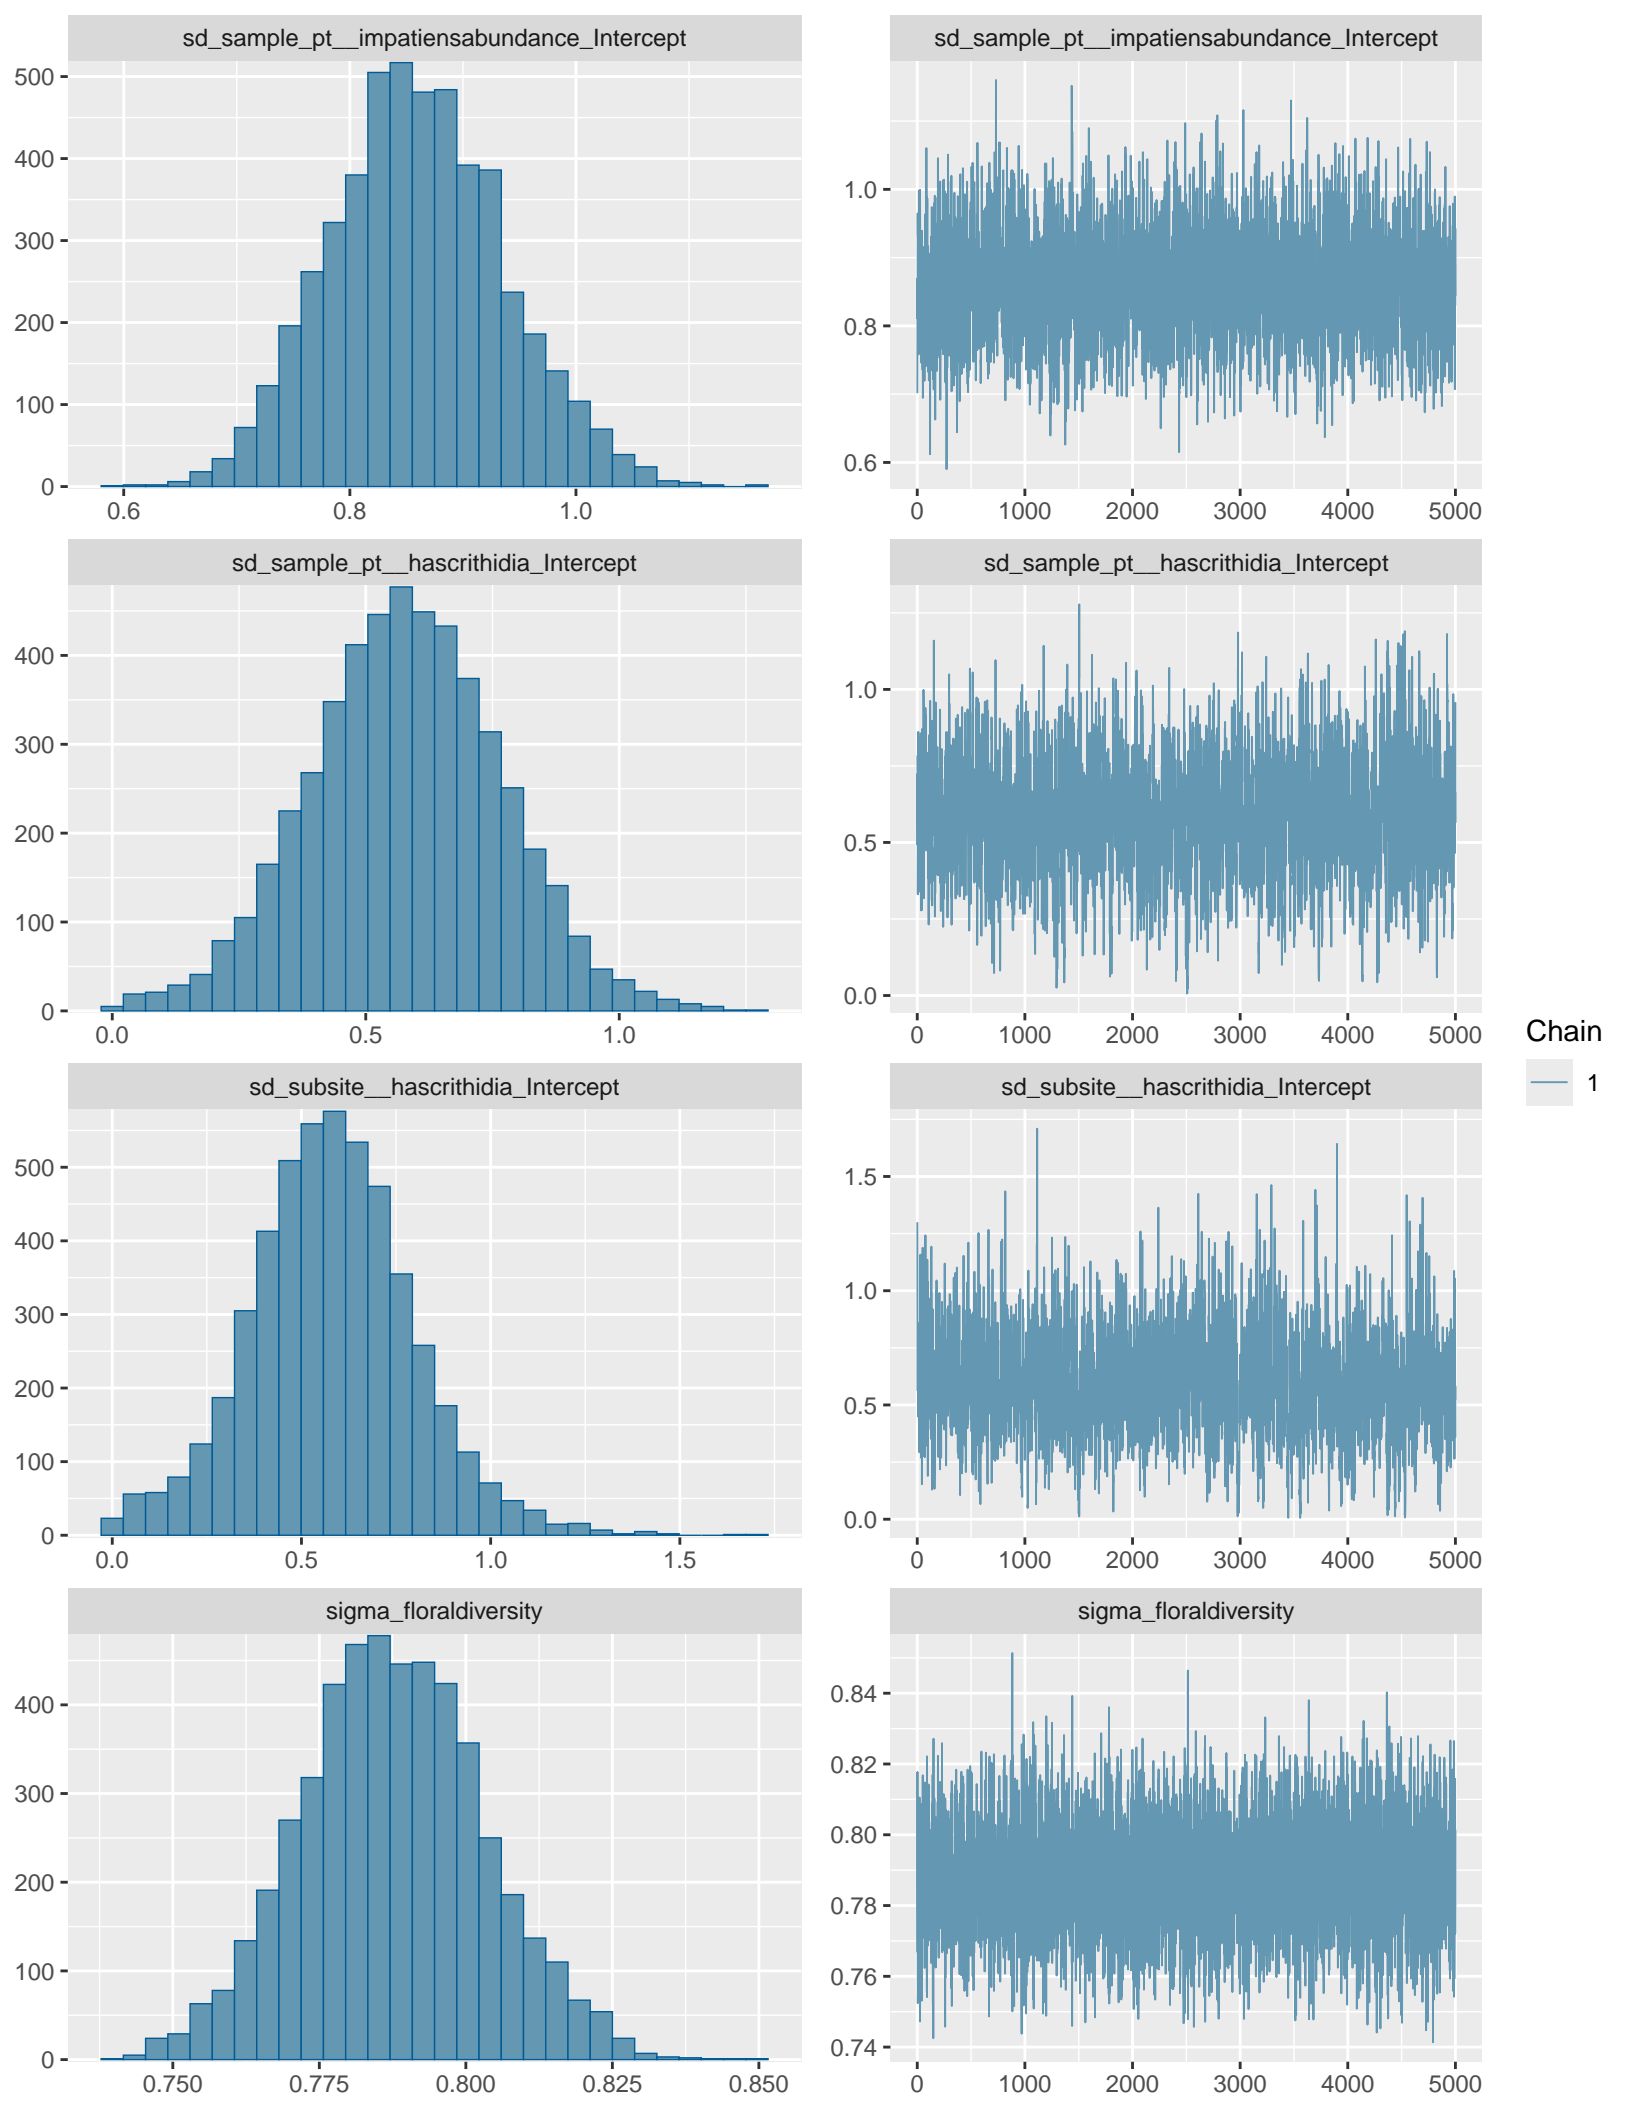 sd_sample_pt__impatiensabundance_Intercept
500
400
300
200
100
0
0.6 0.8 1.0
sd_sample_pt__impatiensabundance_Intercept
1.0
0.8
0.6
0 1000 2000 3000 4000 5000
sd_sample_pt__hascrithidia_Intercept
400
300
200
100
0
0.0 0.5 1.0
sd_sample_pt__hascrithidia_Intercept
1.0
0.5
0.0
0 1000 2000 3000 4000 5000
sd_subsite__hascrithidia_Intercept
500
400
300
200
100
0
0.0 0.5 1.0 1.5
sd_subsite__hascrithidia_Intercept
1.5
1.0
0.5
0.0
0 1000 2000 3000 4000 5000
sigma_floraldiversity
400
300
200
100
0
0.750 0.775 0.800 0.825 0.850
sigma_floraldiversity
0.84
0.82
0.80
0.78
0.76
0.74
0 1000 2000 3000 4000 5000
Chain
1